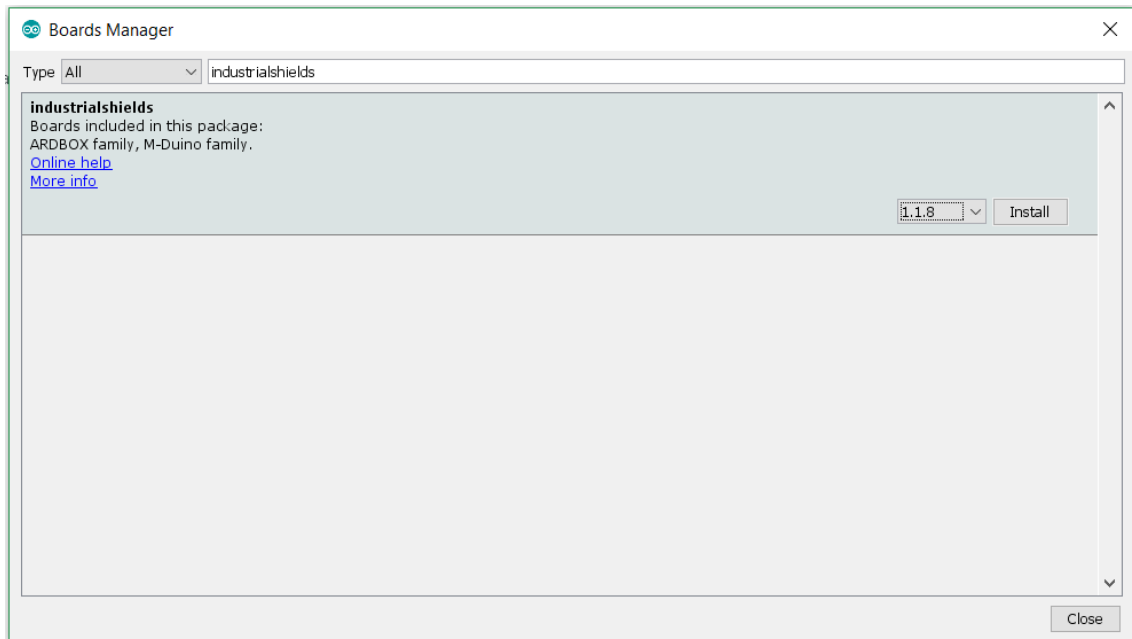 Boards Manager
Type All industrialshields
industrialshields
Boards included in this package:
ARDBOX family, M-Duino family.
Online help
More info
1.1.8 Install
Close